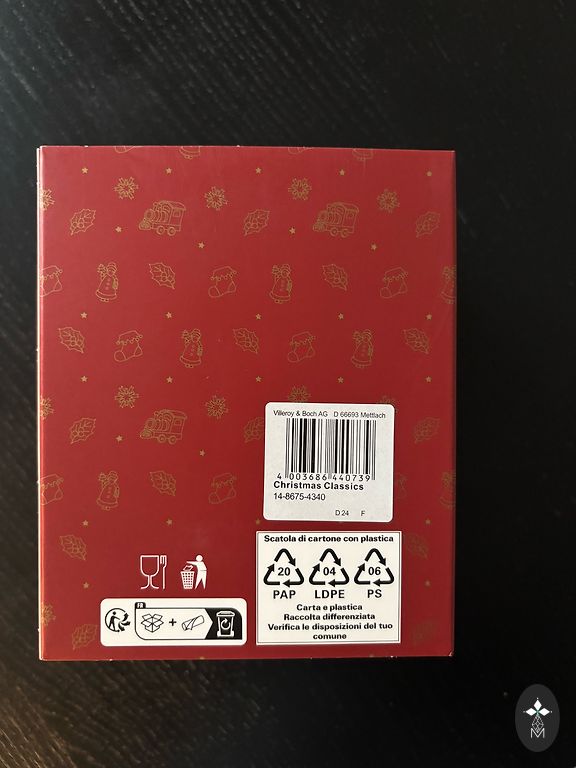 Villeroy & Boch AG D 66693 Mettlach
4 003686 440739
Christmas Classics
14-8675-4340
D 24 F
Scatola di cartone con plastica
20 04 06
PAP LDPE PS
Carta e plastica
Raccolta differenziata
Verifica le disposizioni del tuo
comune
FR
+
M